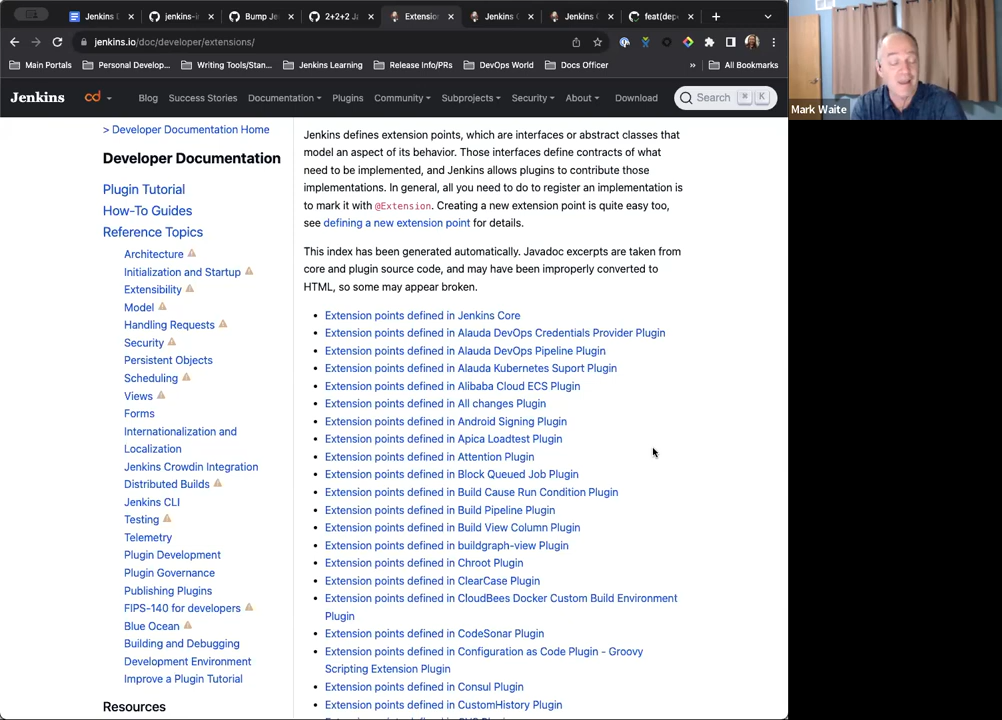 Jenkins D
jenkins-in
Bump Je
2+2+2 J
Extensio
Jenkins C
Jenkins C
feat(dep
jenkins.io/doc/developer/extensions/
Main Portals
Personal Develop...
Writing Tools/Stan...
Jenkins Learning
Release Info/PRs
DevOps World
Docs Officer
»
All Bookmarks
Jenkins
cd
Blog
Success Stories
Documentation
Plugins
Community
Subprojects
Security
About
Download
Search
⌘
K
Mark Waite
> Developer Documentation Home
Developer Documentation
Plugin Tutorial
How-To Guides
Reference Topics
Architecture
Initialization and Startup
Extensibility
Model
Handling Requests
Security
Persistent Objects
Scheduling
Views
Forms
Internationalization and
Localization
Jenkins Crowdin Integration
Distributed Builds
Jenkins CLI
Testing
Telemetry
Plugin Development
Plugin Governance
Publishing Plugins
FIPS-140 for developers
Blue Ocean
Building and Debugging
Development Environment
Improve a Plugin Tutorial
Resources
Jenkins defines extension points, which are interfaces or abstract classes that
model an aspect of its behavior. Those interfaces define contracts of what
need to be implemented, and Jenkins allows plugins to contribute those
implementations. In general, all you need to do to register an implementation is
to mark it with @Extension. Creating a new extension point is quite easy too,
see defining a new extension point for details.
This index has been generated automatically. Javadoc excerpts are taken from
core and plugin source code, and may have been improperly converted to
HTML, so some may appear broken.
Extension points defined in Jenkins Core
Extension points defined in Alauda DevOps Credentials Provider Plugin
Extension points defined in Alauda DevOps Pipeline Plugin
Extension points defined in Alauda Kubernetes Suport Plugin
Extension points defined in Alibaba Cloud ECS Plugin
Extension points defined in All changes Plugin
Extension points defined in Android Signing Plugin
Extension points defined in Apica Loadtest Plugin
Extension points defined in Attention Plugin
Extension points defined in Block Queued Job Plugin
Extension points defined in Build Cause Run Condition Plugin
Extension points defined in Build Pipeline Plugin
Extension points defined in Build View Column Plugin
Extension points defined in buildgraph-view Plugin
Extension points defined in Chroot Plugin
Extension points defined in ClearCase Plugin
Extension points defined in CloudBees Docker Custom Build Environment
Plugin
Extension points defined in CodeSonar Plugin
Extension points defined in Configuration as Code Plugin - Groovy
Scripting Extension Plugin
Extension points defined in Consul Plugin
Extension points defined in CustomHistory Plugin